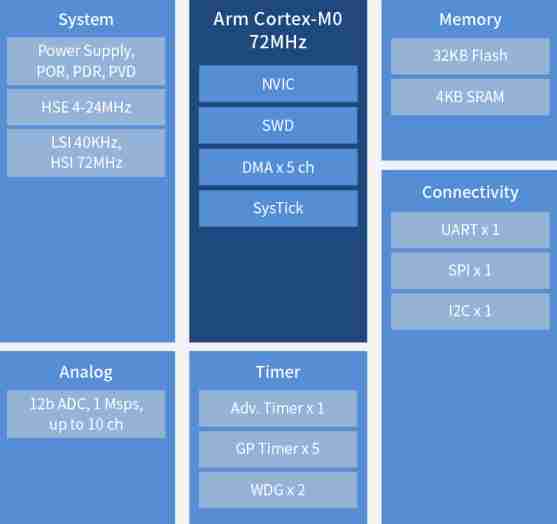 System
Power Supply,
POR, PDR, PVD
HSE 4-24MHz
LSI 40KHz,
HSI 72MHz
Arm Cortex-M0
72MHz
NVIC
SWD
DMA x 5 ch
SysTick
Memory
32KB Flash
4KB SRAM
Connectivity
UART x 1
SPI x 1
I2C x 1
Analog
12b ADC, 1 Msps,
up to 10 ch
Timer
Adv. Timer x 1
GP Timer x 5
WDG x 2